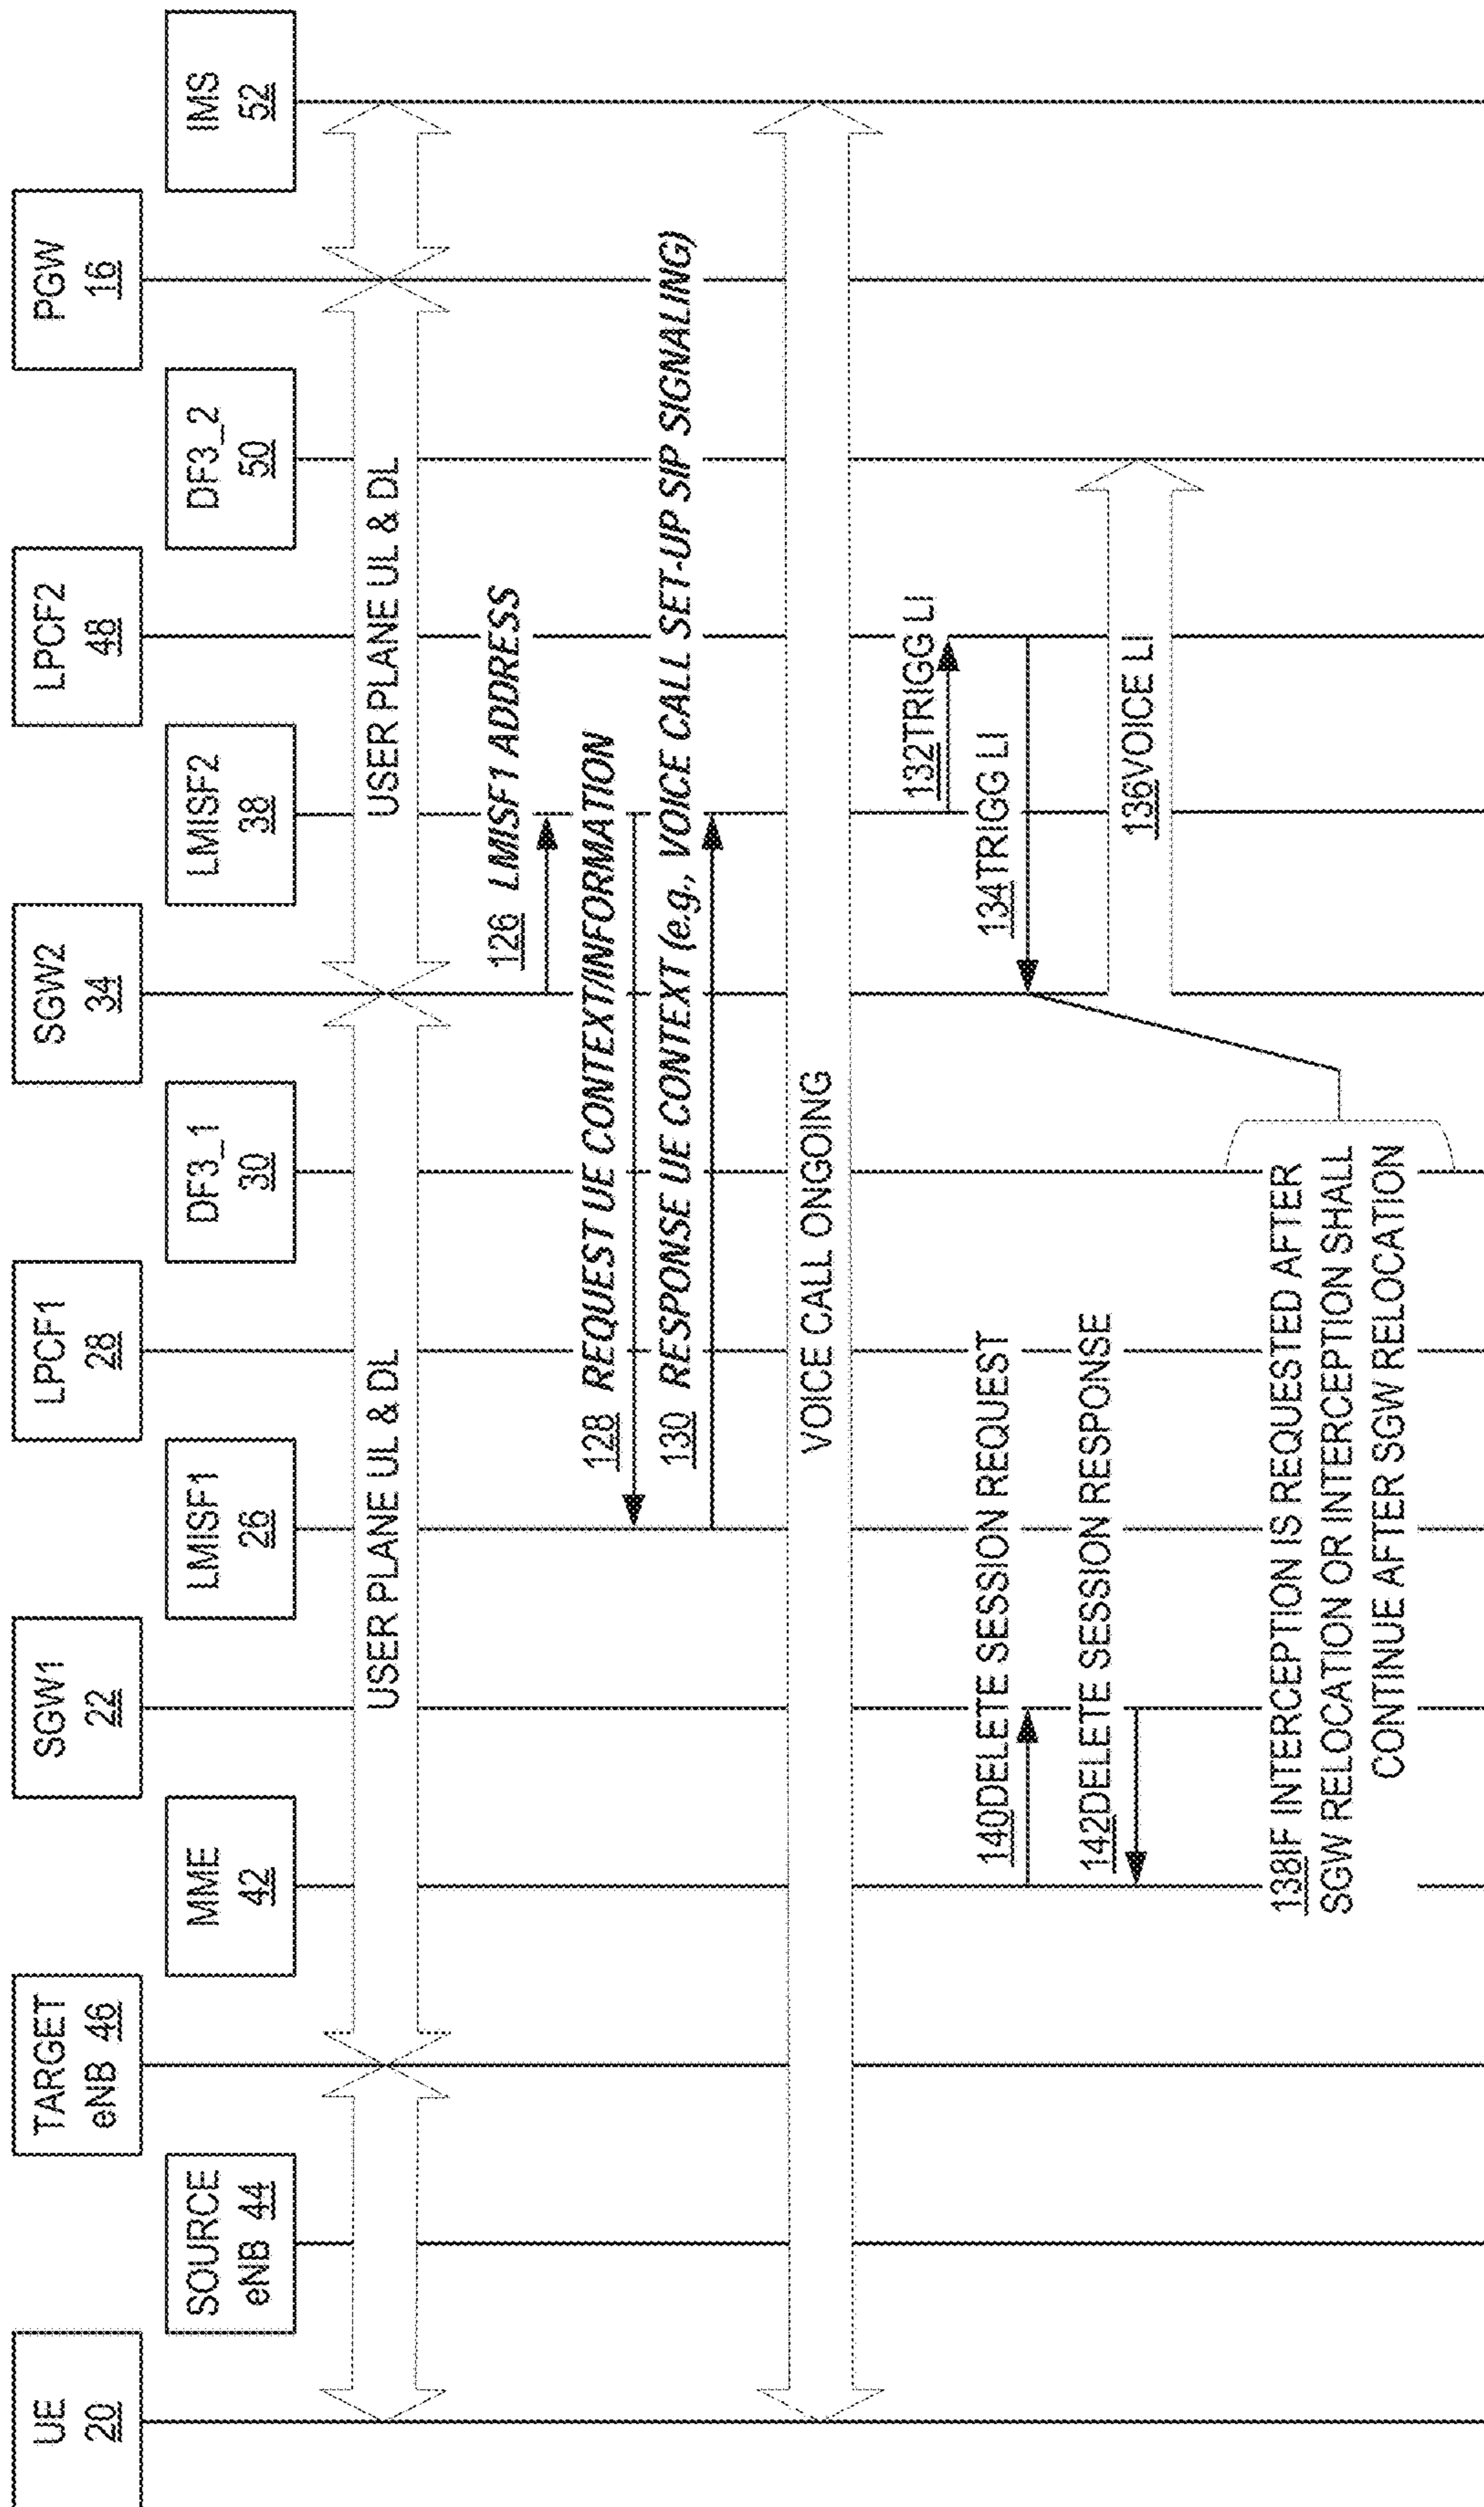 UE
20
SOURCE
eNB 44
TARGET
eNB 46
MME
42
SGW1
22
LMISF1
26
LPCF1
28
DF3_1
30
SGW2
34
LMISF2
38
LPCF2
48
DF3_2
50
PGW
16
IMS
52
USER PLANE UL & DL
USER PLANE UL & DL
126 LMISF1 ADDRESS
128 REQUEST UE CONTEXT/INFORMATION
130 RESPONSE UE CONTEXT (e.g., VOICE CALL SET-UP SIP SIGNALING)
VOICE CALL ONGOING
132TRIGG LI
134TRIGG LI
140DELETE SESSION REQUEST
142DELETE SESSION RESPONSE
136VOICE LI
138IF INTERCEPTION IS REQUESTED AFTER
SGW RELOCATION OR INTERCEPTION SHALL
CONTINUE AFTER SGW RELOCATION